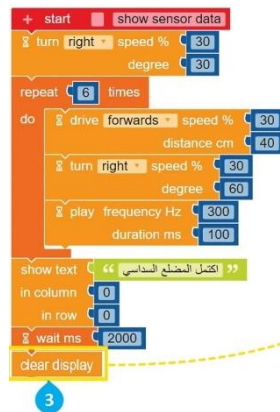 + start show sensor data
turn right speed % 30
degree 30
repeat 6 times
do drive forwards speed % 30
distance cm 40
turn right speed % 30
degree 60
play frequency Hz 300
duration ms 100
show text “ اكتمل المضلع السداسي ”
in column 0
in row 0
wait ms 2000
clear display
3